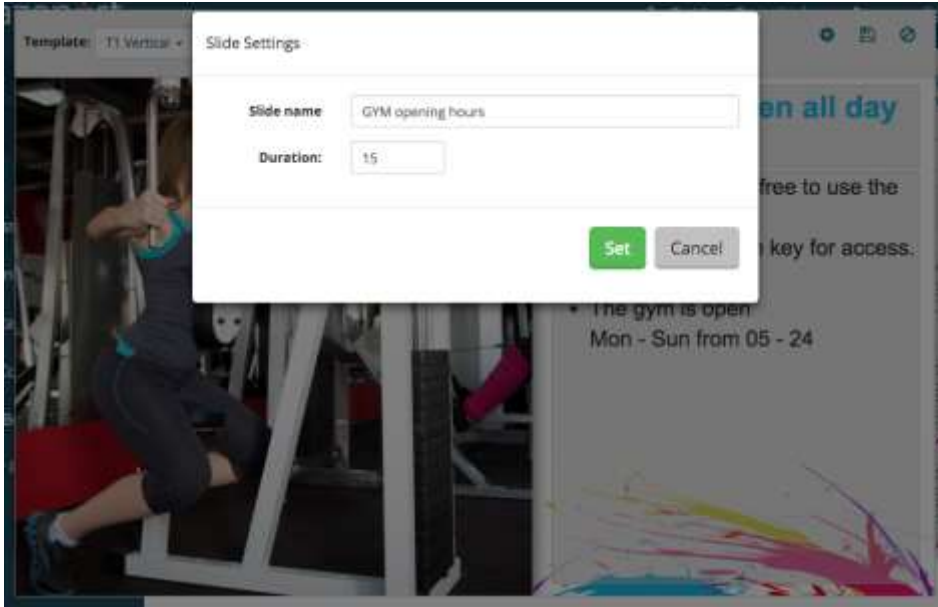 Template: T1 Vertical
Slide Settings
Slide name GYM opening hours
Duration: 15
Set Cancel
en all day
free to use the
key for access.
• The gym is open
Mon - Sun from 05 - 24